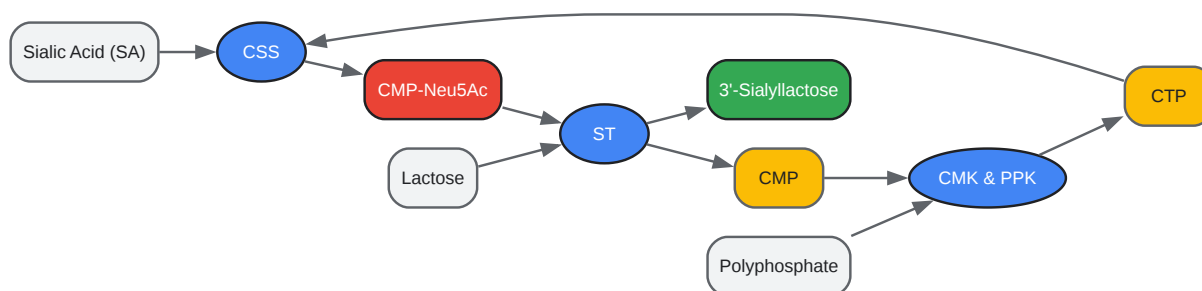 Sialic Acid (SA)
CSS
CMP-Neu5Ac
3'-Sialyllactose
CTP
ST
Lactose
CMP
CMK & PPK
Polyphosphate